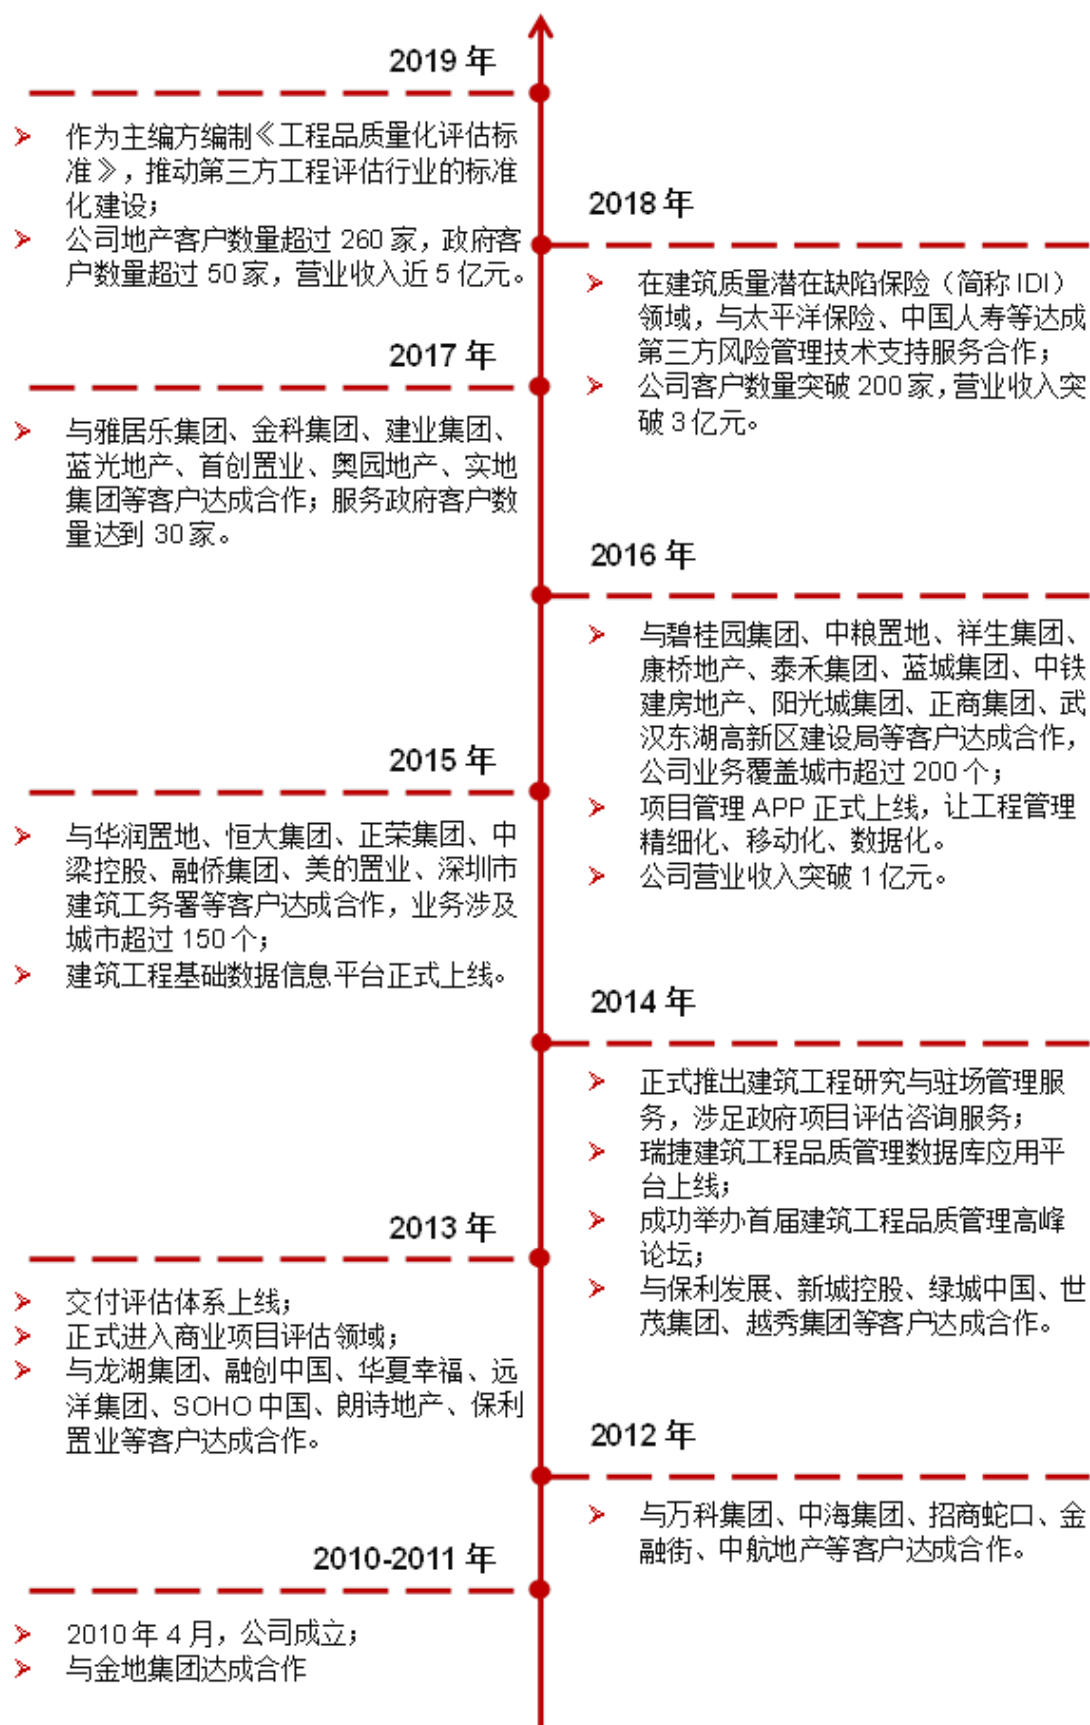 2019 年
作为主编方编制《工程品质量化评估标
准》，推动第三方工程评估行业的标准
化建设；
公司地产客户数量超过 260 家，政府客
户数量超过 50 家，营业收入近 5 亿元。
2018 年
在建筑质量潜在缺陷保险（简称 IDI）
领域，与太平洋保险、中国人寿等达成
第三方风险管理技术支持服务合作；
公司客户数量突破 200 家，营业收入突
破 3 亿元。
2017 年
与雅居乐集团、金科集团、建业集团、
蓝光地产、首创置业、奥园地产、实地
集团等客户达成合作；服务政府客户数
量达到 30 家。
2016 年
与碧桂园集团、中粮置地、祥生集团、
康桥地产、泰禾集团、蓝城集团、中铁
建房地产、阳光城集团、正商集团、武
汉东湖高新区建设局等客户达成合作，
公司业务覆盖城市超过 200 个；
项目管理 APP 正式上线，让工程管理
精细化、移动化、数据化。
公司营业收入突破 1 亿元。
2015 年
与华润置地、恒大集团、正荣集团、中
梁控股、融侨集团、美的置业、深圳市
建筑工务署等客户达成合作，业务涉及
城市超过 150 个；
建筑工程基础数据信息平台正式上线。
2014 年
正式推出建筑工程研究与驻场管理服
务，涉足政府项目评估咨询服务；
瑞捷建筑工程品质管理数据库应用平
台上线；
成功举办首届建筑工程品质管理高峰
论坛；
与保利发展、新城控股、绿城中国、世
茂集团、越秀集团等客户达成合作。
2013 年
交付评估体系上线；
正式进入商业项目评估领域；
与龙湖集团、融创中国、华夏幸福、远
洋集团、SOHO 中国、朗诗地产、保利
置业等客户达成合作。
2012 年
与万科集团、中海集团、招商蛇口、金
融街、中航地产等客户达成合作。
2010-2011 年
2010 年 4 月，公司成立；
与金地集团达成合作